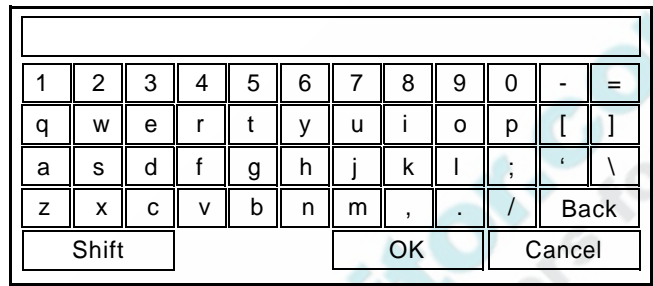 1 2 3 4 5 6 7 8 9 0 - =
q w e r t y u i o p [ ]
a s d f g h j k l ; ‘ \
z x c v b n m , . / Back
Shift OK Cancel